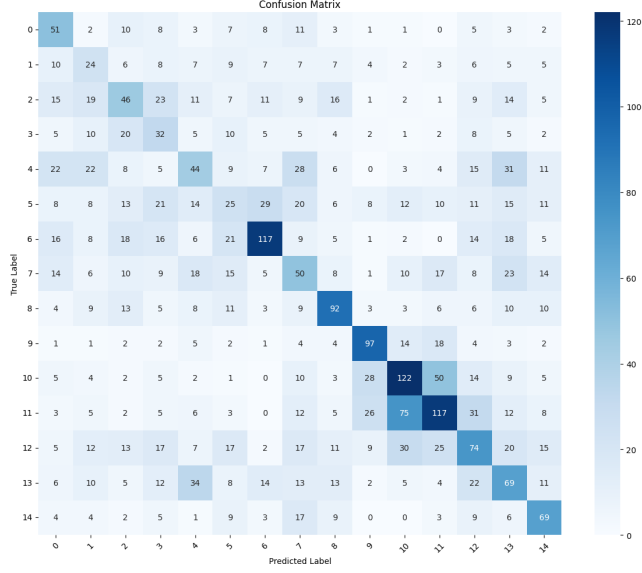 Confusion Matrix
0 51 2 10 8 3 7 8 11 3 1 1 0 5 3 2
1 10 24 6 8 7 9 7 7 7 4 2 3 6 5 5
2 15 19 46 23 11 7 11 9 16 1 2 1 9 14 5
3 5 10 20 32 5 10 5 5 4 2 1 2 8 5 2
4 22 22 8 5 44 9 7 28 6 0 3 4 15 31 11
5 8 8 13 21 14 25 29 20 6 8 12 10 11 15 11
6 16 8 18 16 6 21 117 9 5 1 2 0 14 18 5
7 14 6 10 9 18 15 5 50 8 1 10 17 8 23 14
8 4 9 13 5 8 11 3 9 92 3 3 6 6 10 10
9 1 1 2 2 5 2 1 4 4 97 14 18 4 3 2
10 5 4 2 5 2 1 0 10 3 28 122 50 14 9 5
11 3 5 2 5 6 3 0 12 5 26 75 117 31 12 8
12 5 12 13 17 7 17 2 17 11 9 30 25 74 20 15
13 6 10 5 12 34 8 14 13 13 2 5 4 22 69 11
14 4 4 2 5 1 9 3 17 9 0 0 3 9 6 69
0 1 2 3 4 5 6 7 8 9 10 11 12 13 14
True Label
Predicted Label
120
100
80
60
40
20
0